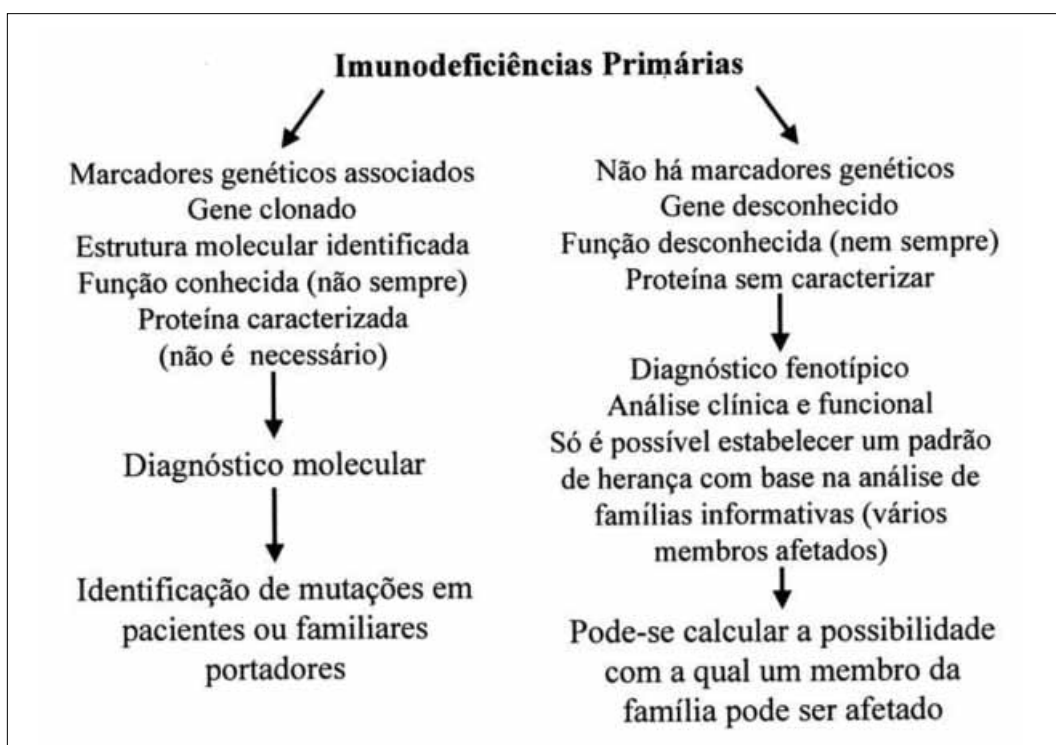 Imunodeficiências Primárias
Marcadores genéticos associados
Gene clonado
Estrutura molecular identificada
Função conhecida (não sempre)
Proteína caracterizada
(não é necessário)
Diagnóstico molecular
Identificação de mutações em
pacientes ou familiares
portadores
Não há marcadores genéticos
Gene desconhecido
Função desconhecida (nem sempre)
Proteína sem caracterizar
Diagnóstico fenotípico
Análise clínica e funcional
Só é possível estabelecer um padrão
de herança com base na análise de
famílias informativas (vários
membros afetados)
Pode-se calcular a possibilidade
com a qual um membro da
família pode ser afetado